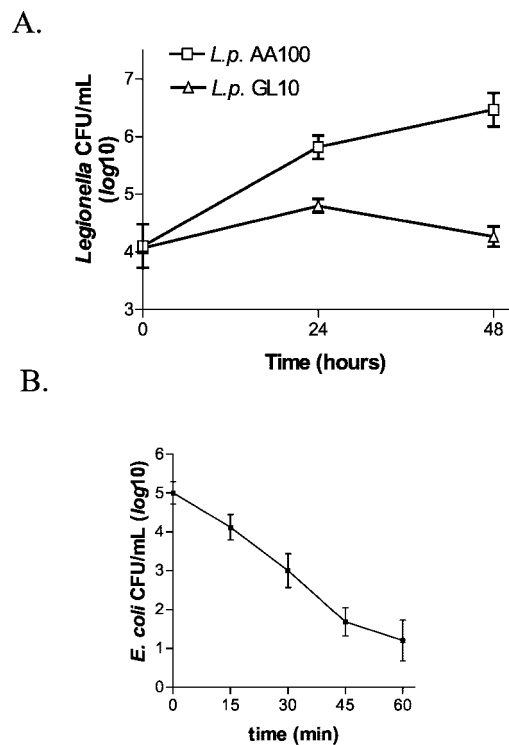 A.
L.p. AA100
L.p. GL10
Legionella CFU/mL
(log10)
7
6
5
4
3
0
24
48
Time (hours)
B.
E. coli CFU/mL (log10)
6
5
4
3
2
1
0
0
15
30
45
60
time (min)